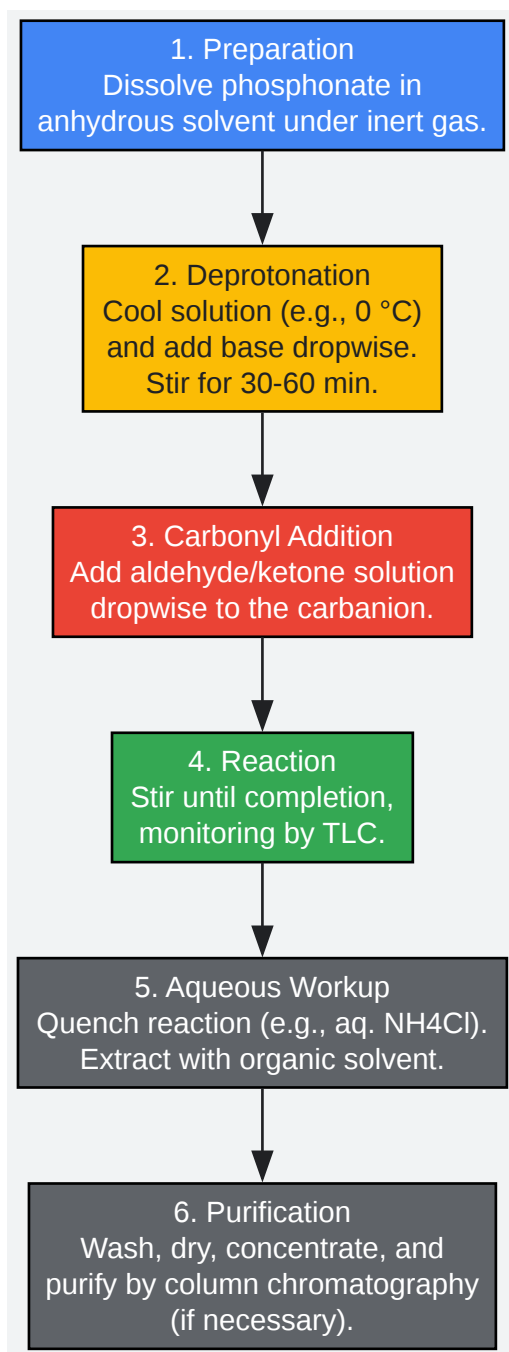 1. Preparation
Dissolve phosphonate in
anhydrous solvent under inert gas.
2. Deprotonation
Cool solution (e.g., 0 °C)
and add base dropwise.
Stir for 30-60 min.
3. Carbonyl Addition
Add aldehyde/ketone solution
dropwise to the carbanion.
4. Reaction
Stir until completion,
monitoring by TLC.
5. Aqueous Workup
Quench reaction (e.g., aq. NH4Cl).
Extract with organic solvent.
6. Purification
Wash, dry, concentrate, and
purify by column chromatography
(if necessary).